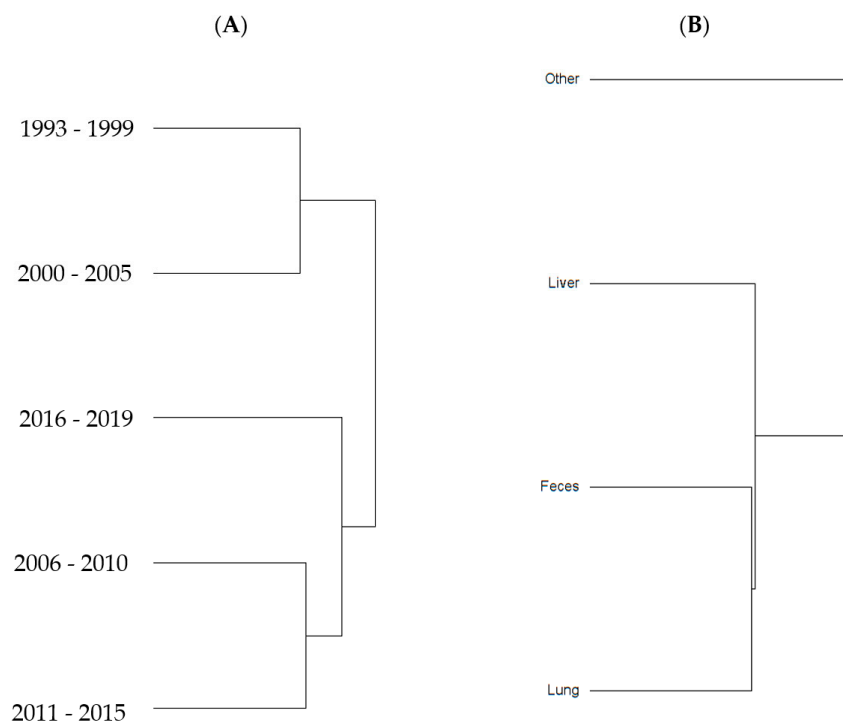 (A)
1993 - 1999
2000 - 2005
2016 - 2019
2006 - 2010
2011 - 2015
(B)
Other
Liver
Feces
Lung